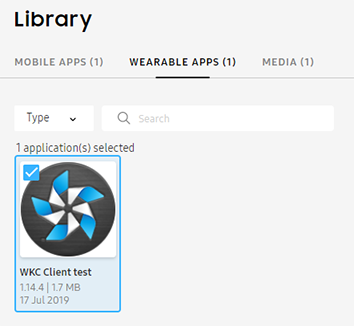 Library
MOBILE APPS (1) WEARABLE APPS (1) MEDIA (1)
Type Search
1 application(s) selected
WKC Client test
1.14.4 | 1.7 MB
17 Jul 2019